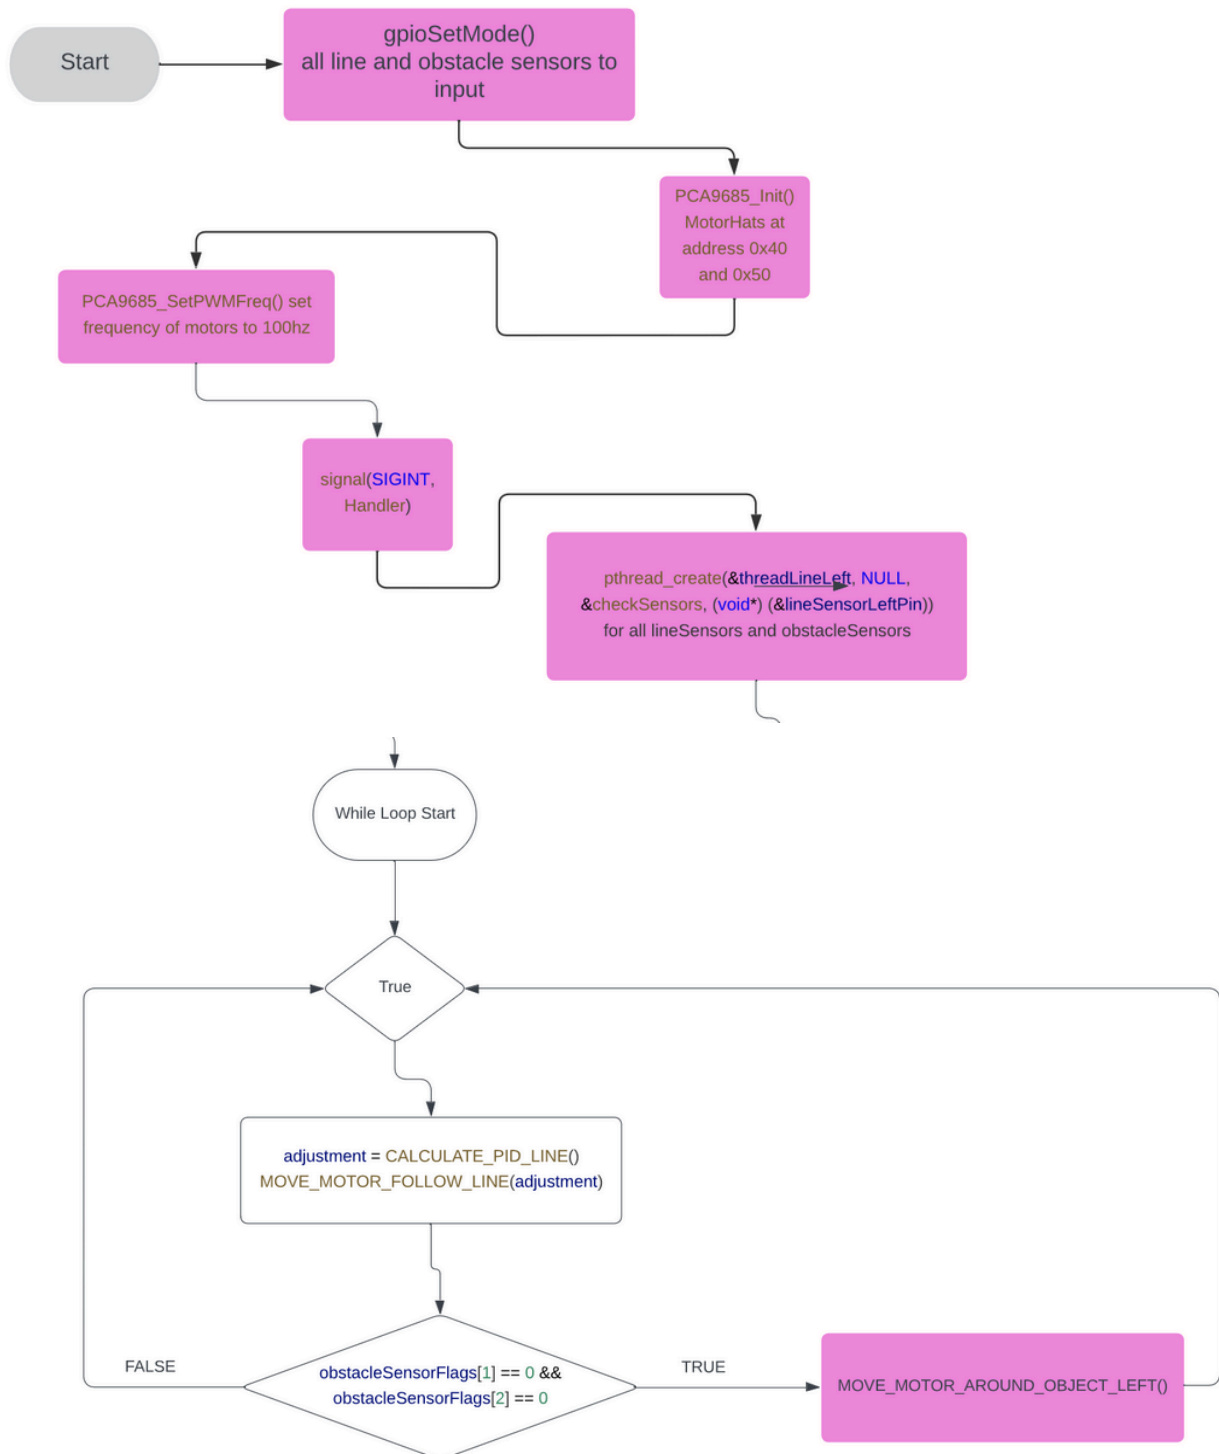 Start
gpioSetMode()
all line and obstacle sensors to
input
PCA9685_Init()
MotorHats at
address 0x40
and 0x50
PCA9685_SetPWMFreq() set
frequency of motors to 100hz
signal(SIGINT,
Handler)
pthread_create(&threadLineLeft, NULL,
&checkSensors, (void*) (&lineSensorLeftPin))
for all lineSensors and obstacleSensors
While Loop Start
True
adjustment = CALCULATE_PID_LINE()
MOVE_MOTOR_FOLLOW_LINE(adjustment)
FALSE
obstacleSensorFlags[1] == 0 &&
obstacleSensorFlags[2] == 0
TRUE
MOVE_MOTOR_AROUND_OBJECT_LEFT()